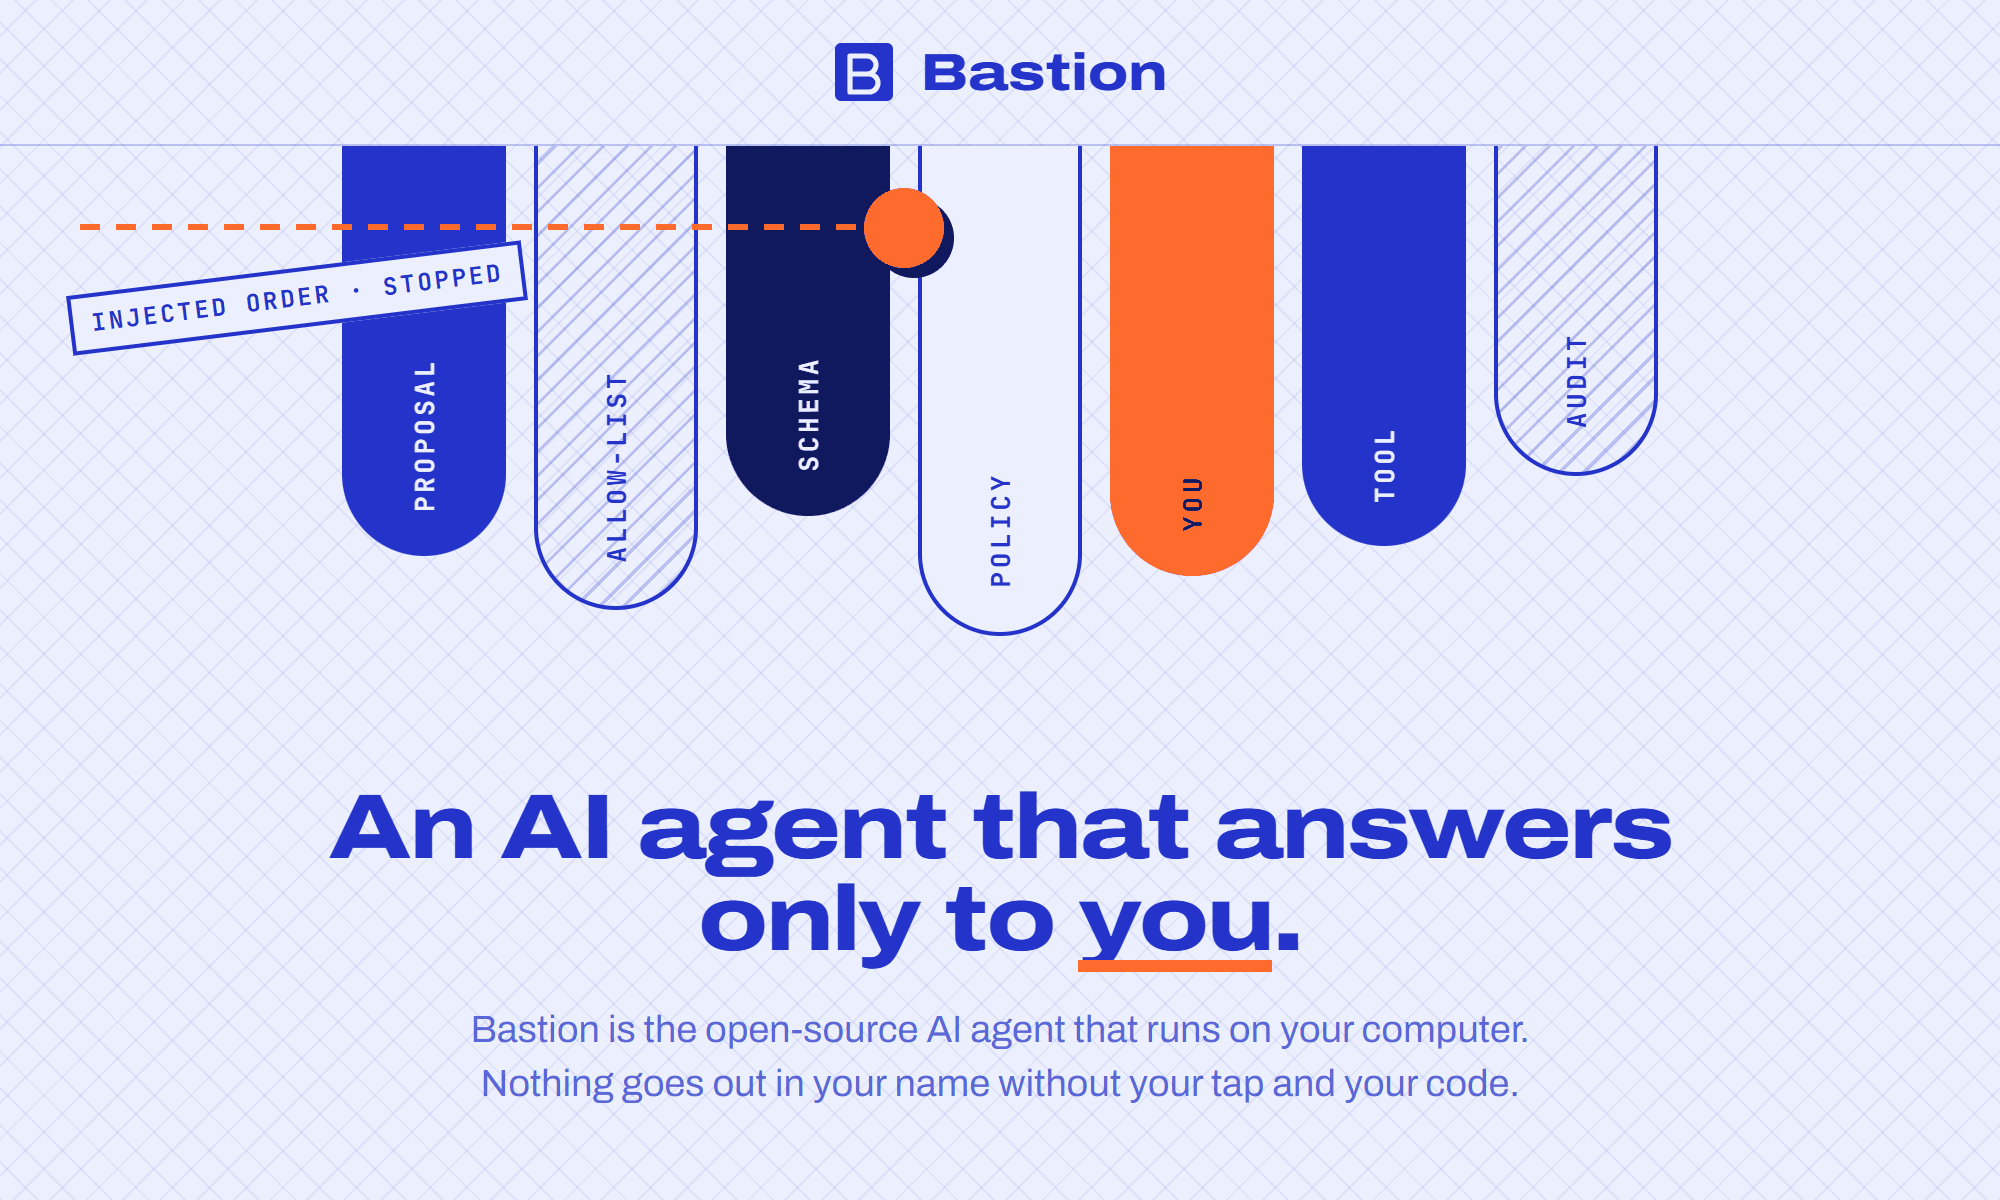 B Bastion
INJECTED ORDER · STOPPED
PROPOSAL
ALLOW-LIST
SCHEMA
POLICY
YOU
TOOL
AUDIT
An AI agent that answers
only to you.
Bastion is the open-source AI agent that runs on your computer.
Nothing goes out in your name without your tap and your code.